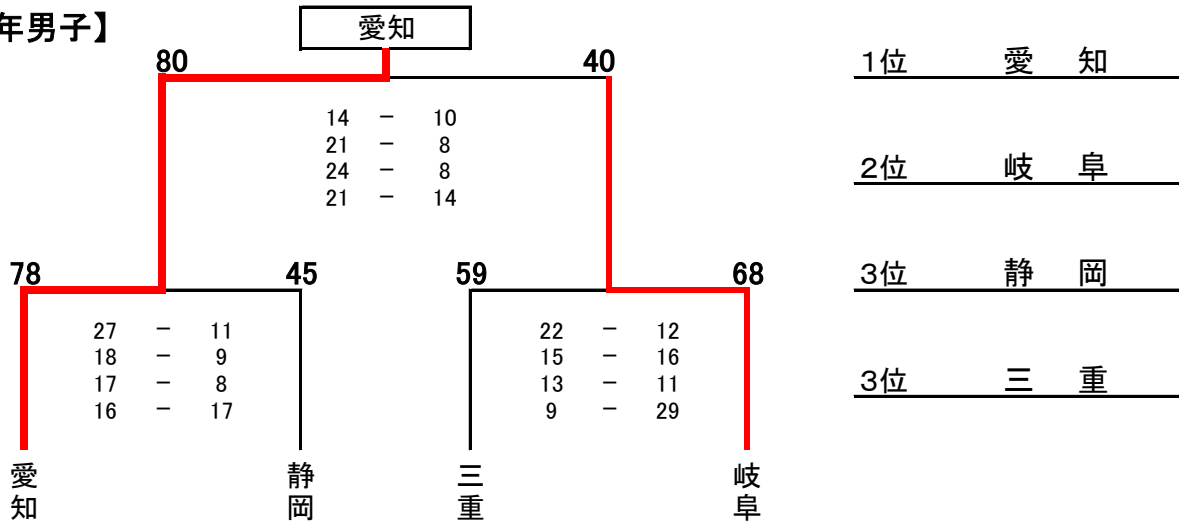 年男子】
愛知
80 40
1位 愛 知
14 － 10
21 － 8
24 － 8
21 － 14
2位 岐 阜
78 45 59 68
3位 静 岡
27 － 11
18 － 9
17 － 8
16 － 17
22 － 12
15 － 16
13 － 11
9 － 29
3位 三 重
愛知
静岡
三重
岐阜